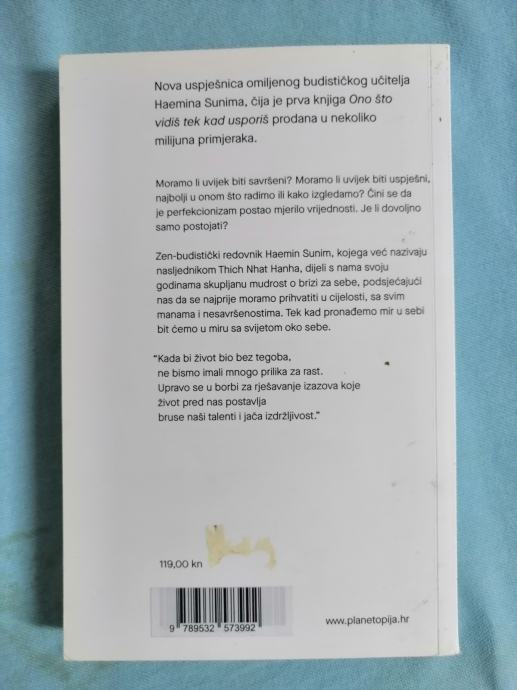 Nova uspješnica omiljenog budističkog učitelja
Haemina Sunima, čija je prva knjiga Ono što
vidiš tek kad usporiš prodana u nekoliko
milijuna primjeraka.
Moramo li uvijek biti savršeni? Moramo li uvijek biti uspješni,
najbolji u onom što radimo ili kako izgledamo? Čini se da
je perfekcionizam postao mjerilo vrijednosti. Je li dovoljno
samo postojati?
Zen-budistički redovnik Haemin Sunim, kojega već nazivaju
nasljednikom Thich Nhat Hanha, dijeli s nama svoju
godinama skupljanu mudrost o brizi za sebe, podsjećajući
nas da se najprije moramo prihvatiti u cijelosti, sa svim
manama i nesavršenostima. Tek kad pronađemo mir u sebi
bit ćemo u miru sa svijetom oko sebe.
"Kada bi život bio bez tegoba,
ne bismo imali mnogo prilika za rast.
Upravo se u borbi za rješavanje izazova koje
život pred nas postavlja
bruse naši talenti i jača izdržljivost."
119,00 kn
9 789532 573992
www.planetopija.hr